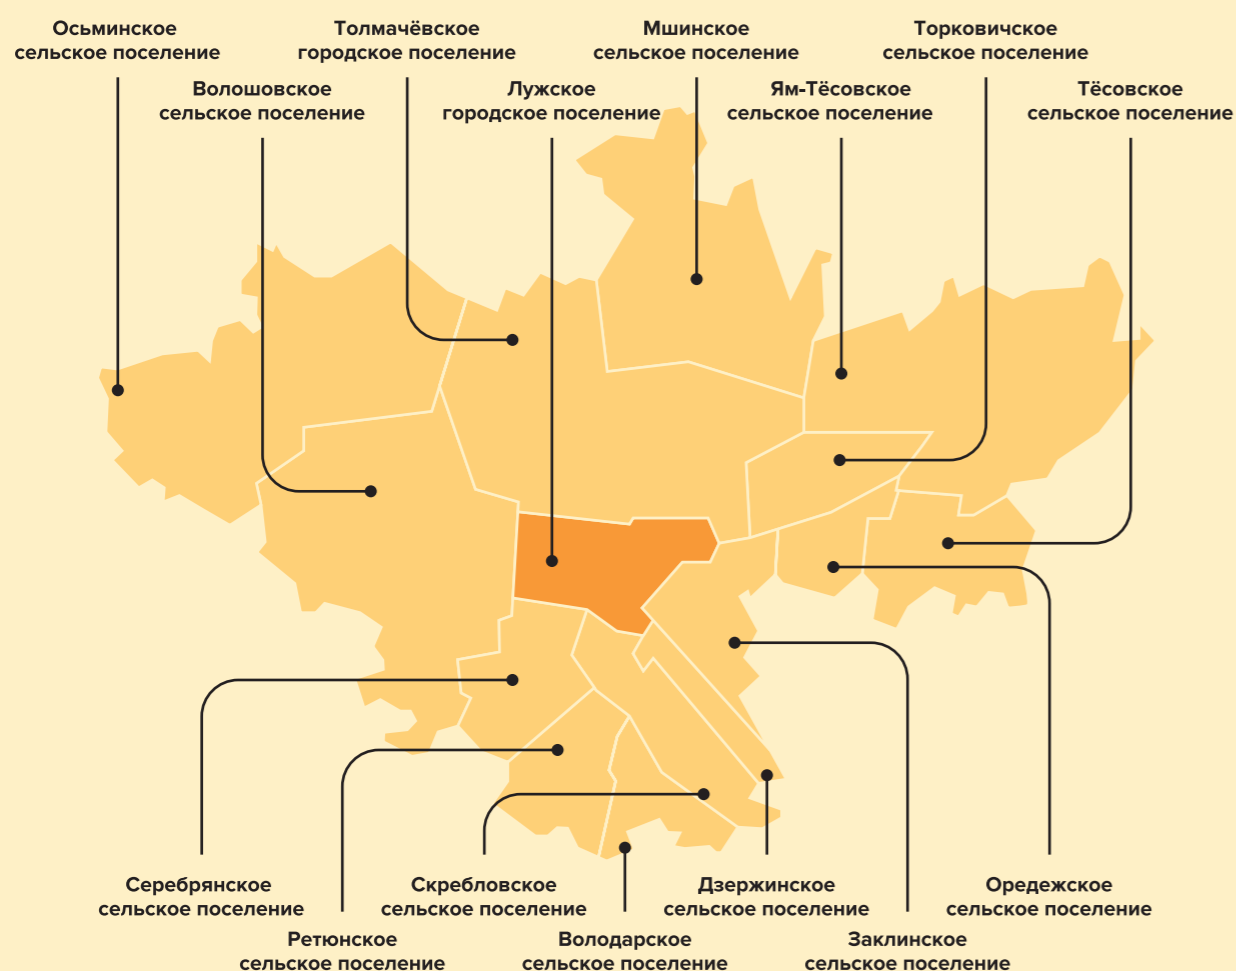 Осьминское
сельское поселение
Толмачёвское
городское поселение
Мшинское
сельское поселение
Торковичское
сельское поселение
Волошовское
сельское поселение
Лужское
городское поселение
Ям-Тёсовское
сельское поселение
Тёсовское
сельское поселение
Серебрянское
сельское поселение
Скребловское
сельское поселение
Дзержинское
сельское поселение
Оредежское
сельское поселение
Ретюнское
сельское поселение
Володарское
сельское поселение
Заклинское
сельское поселение